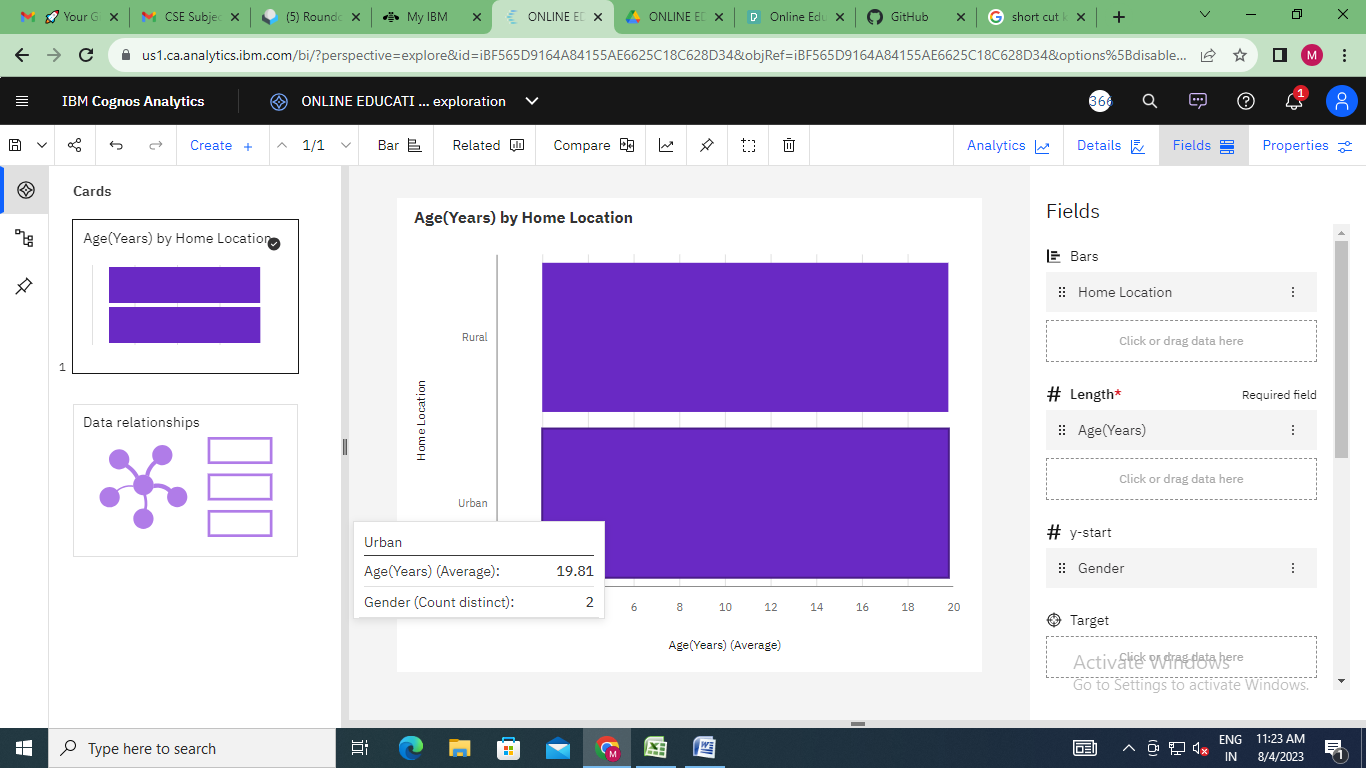 Your G
CSE Subjec
(5) Roundc
My IBM
ONLINE ED
ONLINE ED
Online Edu
GitHub
short cut k
us1.ca.analytics.ibm.com/bi/?perspective=explore&id=iBF565D9164A84155AE6625C18C628D34&objRef=iBF565D9164A84155AE6625C18C628D34&options%5Bdisable...
M
IBM Cognos Analytics
ONLINE EDUCATI ... exploration
366
1
Create +
1/1
Bar
Related
Compare
Analytics
Details
Fields
Properties
Cards
Age(Years) by Home Location
1
Data relationships
Age(Years) by Home Location
Home Location
Rural
Urban
Urban
Age(Years) (Average): 19.81
Gender (Count distinct): 2
6 8 10 12 14 16 18 20
Age(Years) (Average)
Fields
Bars
Home Location
Click or drag data here
Length* Required field
Age(Years)
Click or drag data here
y-start
Gender
Target
Click or drag data here
Activate Windows
Go to Settings to activate Windows.
Type here to search
M
ENG
IN
11:23 AM
8/4/2023
1